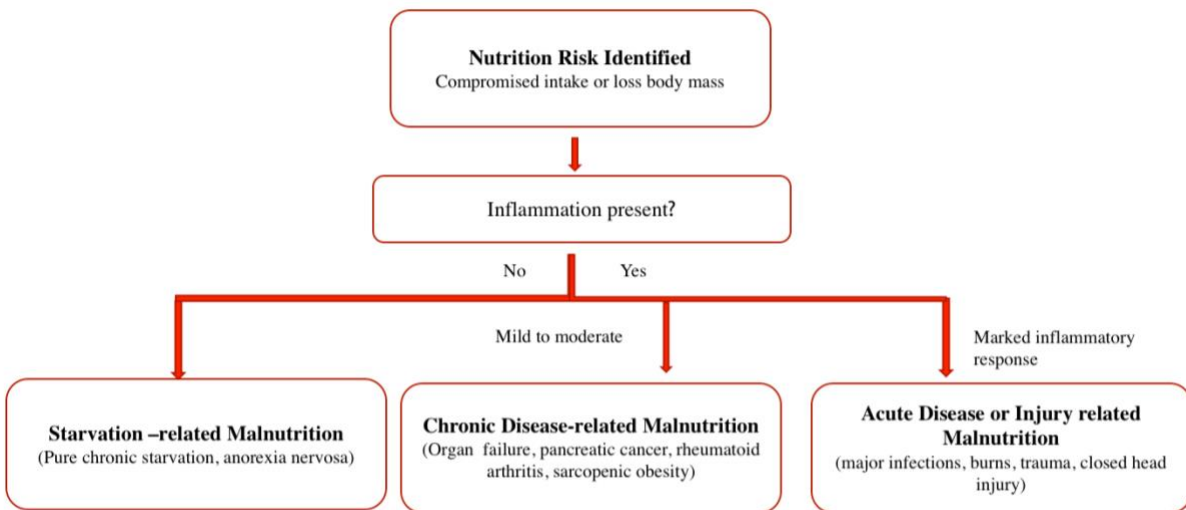 Nutrition Risk Identified
Compromised intake or loss body mass
Inflammation present?
No
Yes
Mild to moderate
Marked inflammatory
response
Starvation –related Malnutrition
(Pure chronic starvation, anorexia nervosa)
Chronic Disease-related Malnutrition
(Organ failure, pancreatic cancer, rheumatoid
arthritis, sarcopenic obesity)
Acute Disease or Injury related
Malnutrition
(major infections, burns, trauma, closed head
injury)